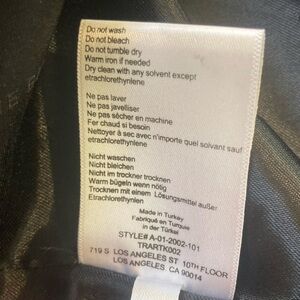 Do not wash
Do not bleach
Do not tumble dry
Warm iron if needed
Dry clean with any solvent except
etrachlorethynlene
Ne pas laver
Ne pas javelliser
Ne pas sécher en machine
Fer chaud si besoin
Nettoyer à sec avec n'importe quel solvant sauf
etrachlorethynlene
Nicht waschen
Nicht bleichen
Nicht im trockner trocknen
Warm bügeln wenn nötig
Trocknen mit einem Lösungsmittel außer
Etrachlorethynlen
Made in Turkey
Fabriqué en Turquie
in der Türkei
STYLE# A-01-2002-101
TRARTK002
719 S LOS ANGELES ST 10TH FLOOR
LOS ANGELES, CA 90014